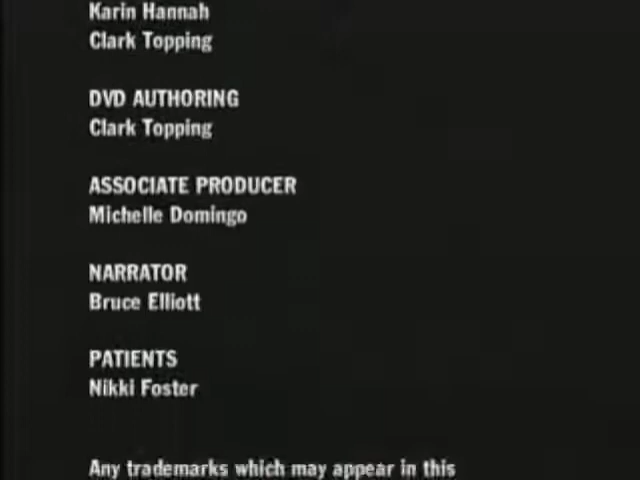 Karin Hannah
Clark Topping
DVD AUTHORING
Clark Topping
ASSOCIATE PRODUCER
Michelle Domingo
NARRATOR
Bruce Elliott
PATIENTS
Nikki Foster
Any trademarks which may appear in this